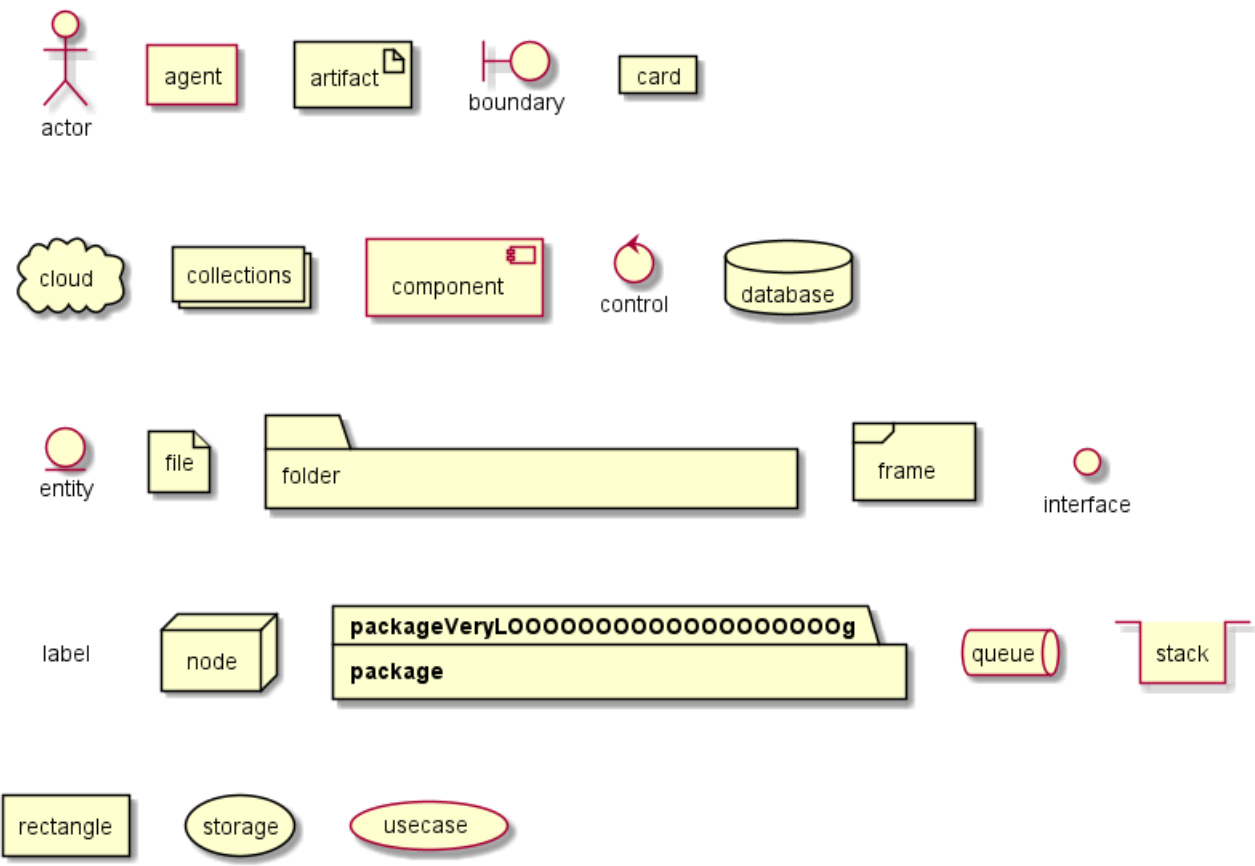 actor
agent
artifact
boundary
card
cloud
collections
component
control
database
entity
file
folder
frame
interface
label
node
packageVeryLOOOOOOOOOOOOOOOOOOOg
package
queue
stack
rectangle
storage
usecase